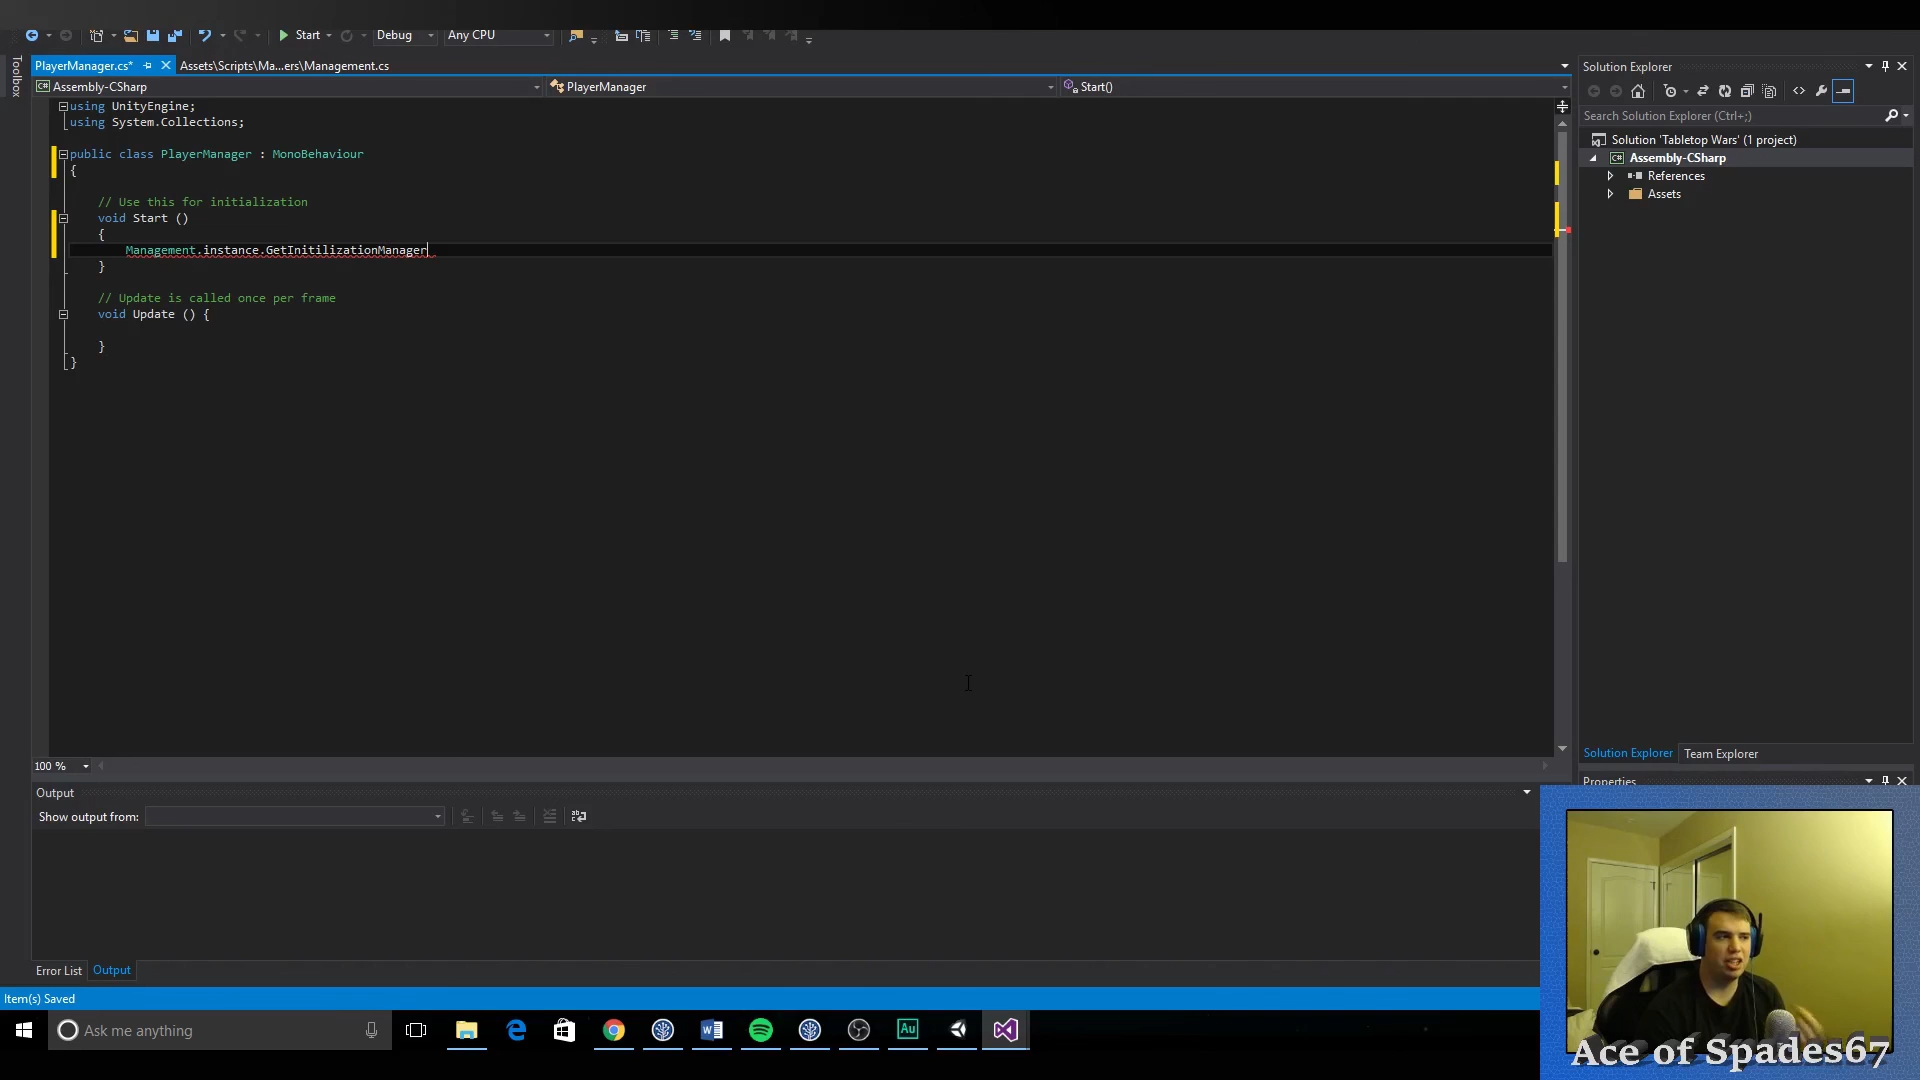 Start
Debug
Any CPU
Toolbox
PlayerManager.cs*
Assets\Scripts\Ma...ers\Management.cs
Assembly-CSharp
PlayerManager
Start()
using UnityEngine;
using System.Collections;
public class PlayerManager : MonoBehaviour
{
// Use this for initialization
void Start ()
{
Management.instance.GetInitilizationManager
}
// Update is called once per frame
void Update () {
}
}
100 %
Output
Show output from:
Error List
Output
Item(s) Saved
Solution Explorer
Search Solution Explorer (Ctrl+;)
Solution 'Tabletop Wars' (1 project)
C# Assembly-CSharp
References
Assets
Solution Explorer
Team Explorer
Properties
Ask me anything
Au
Ace of Spades67